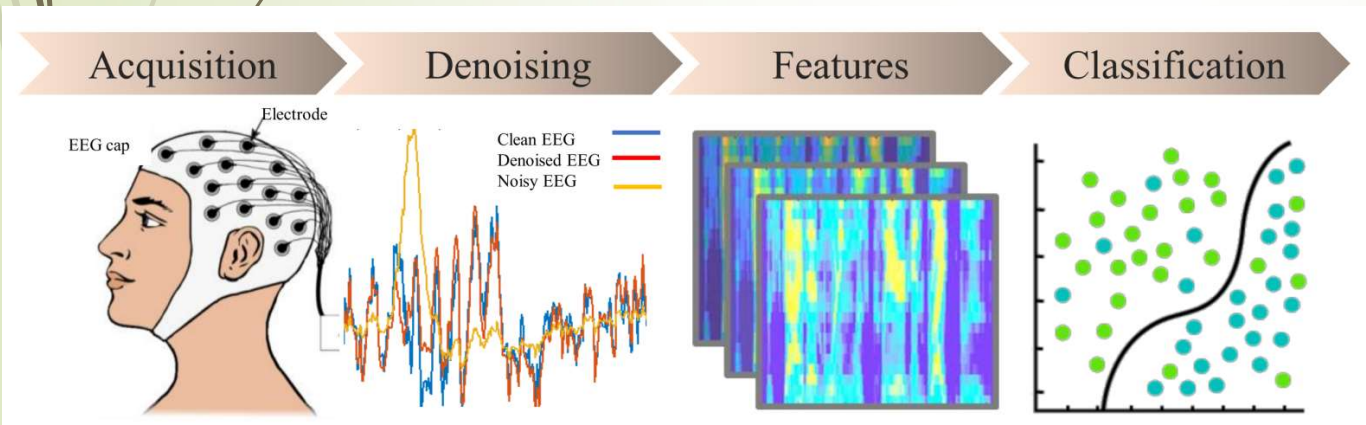 Acquisition
Denoising
Features
Classification
Electrode
EEG cap
Clean EEG
Denoised EEG
Noisy EEG